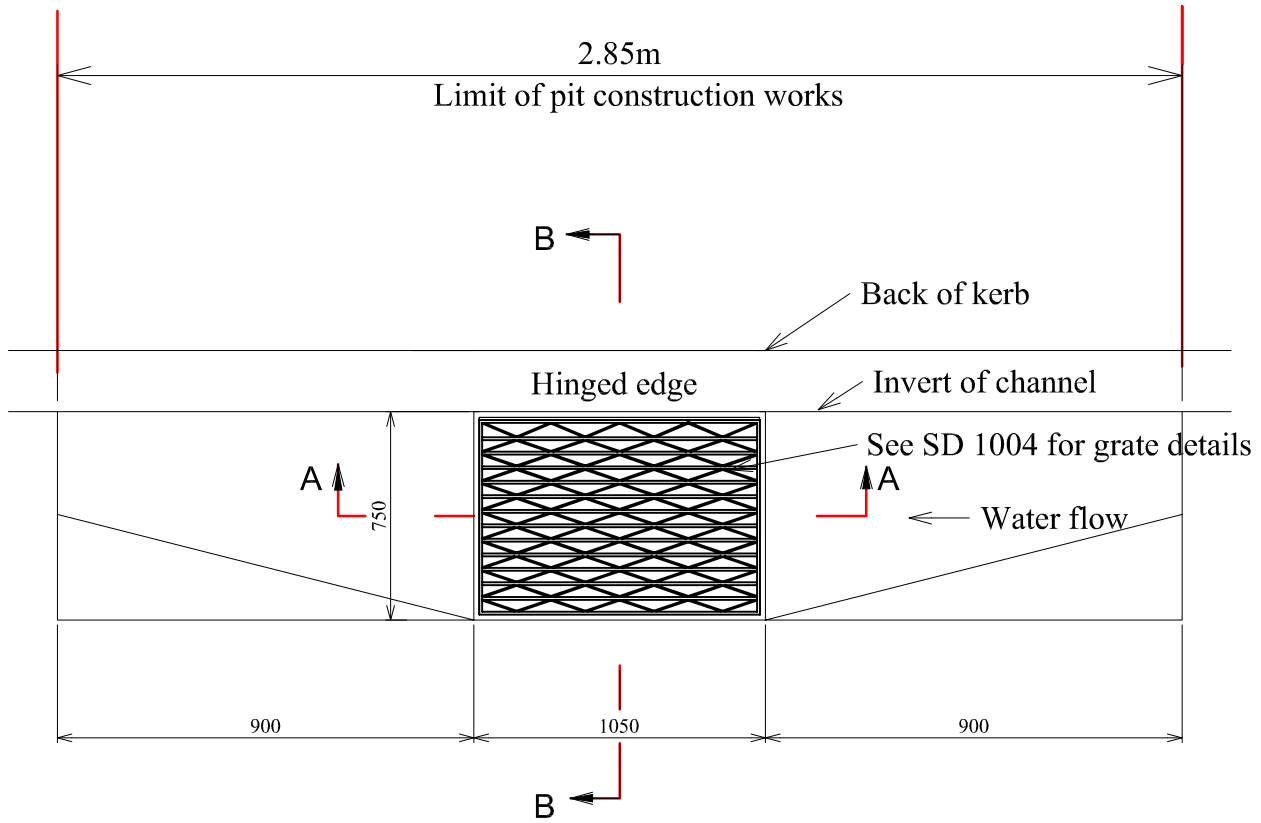 2.85m
Limit of pit construction works
B
Back of kerb
Hinged edge
Invert of channel
See SD 1004 for grate details
A
A
750
Water flow
900
1050
900
B